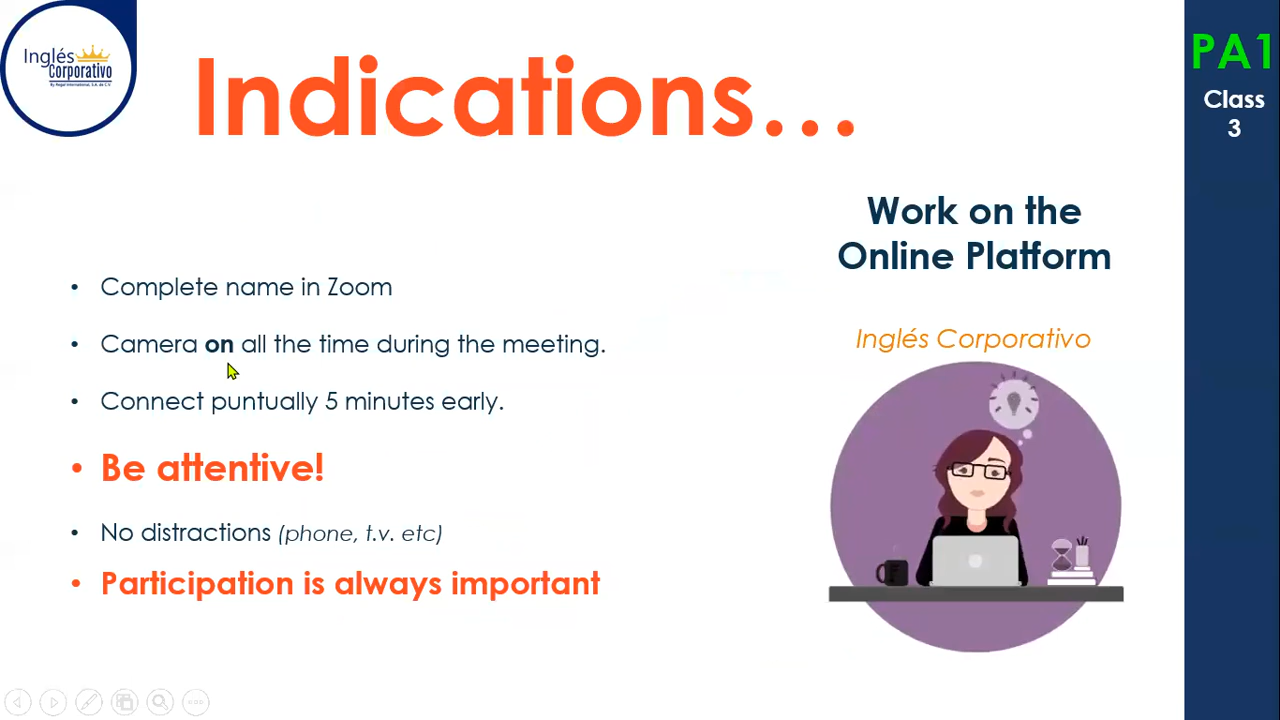 Inglés
Corporativo
By Regal International, S.A. de C.V.
Indications...
PA1
Class
3
Work on the
Online Platform
Inglés Corporativo
• Complete name in Zoom
• Camera on all the time during the meeting.
• Connect puntually 5 minutes early.
• Be attentive!
• No distractions (phone, t.v. etc)
• Participation is always important